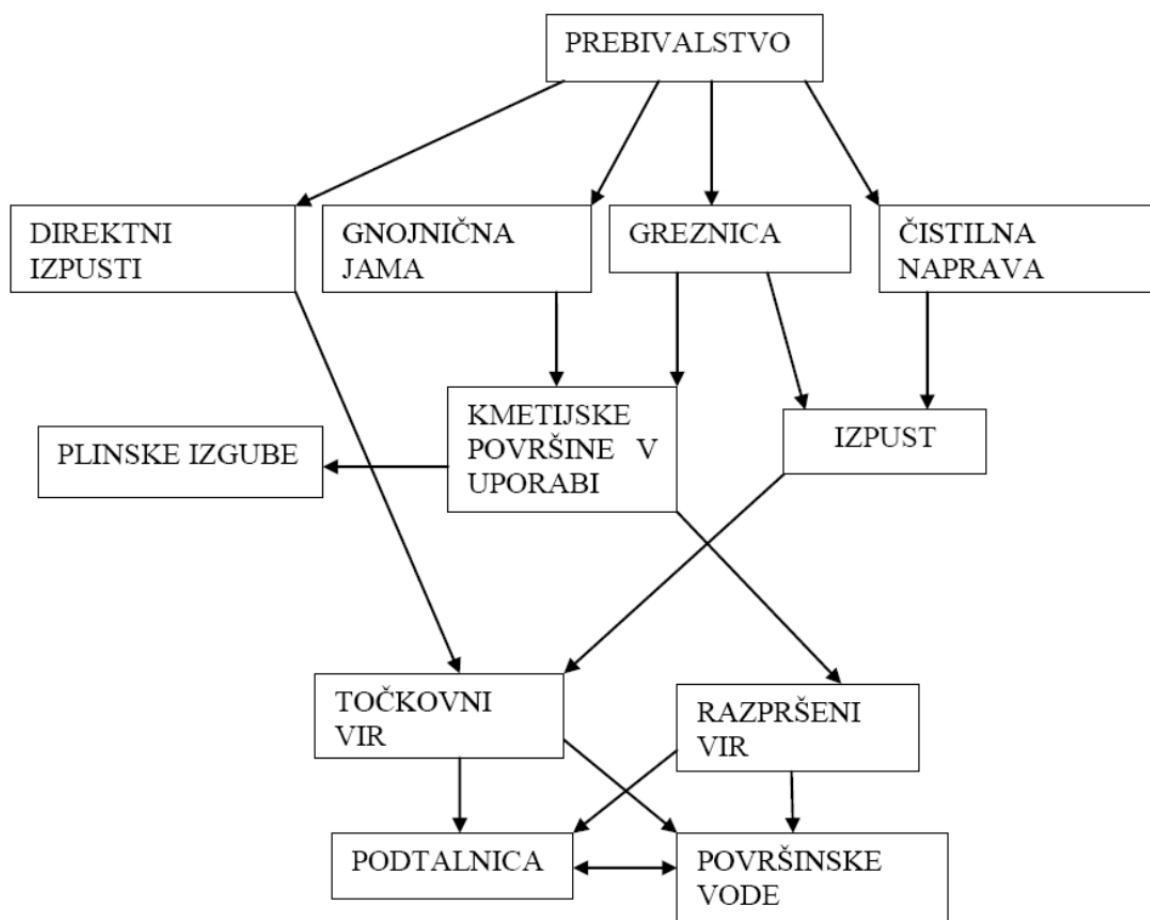 PREBIVALSTVO
DIREKTNI
IZPUSTI
GNOJNIČNA
JAMA
GREZNICA
ČISTILNA
NAPRAVA
PLINSKE IZGUBE
KMETIJSKE
POVRŠINE V
UPORABI
IZPUST
TOČKOVNI
VIR
RAZPRŠENI
VIR
PODTALNICA
POVRŠINSKE
VODE